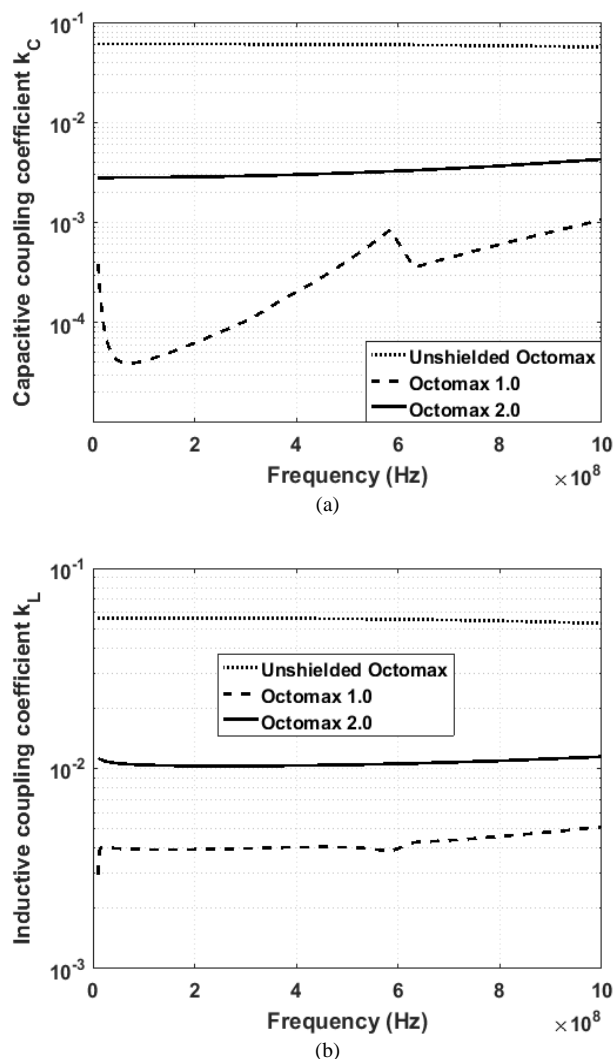 10^-1
10^-2
10^-3
10^-4
Capacitive coupling coefficient k_C
Unshielded Octomax
Octomax 1.0
Octomax 2.0
0 2 4 6 8 10
Frequency (Hz) ×10^8
(a)
10^-1
10^-2
10^-3
Inductive coupling coefficient k_L
Unshielded Octomax
Octomax 1.0
Octomax 2.0
0 2 4 6 8 10
Frequency (Hz) ×10^8
(b)